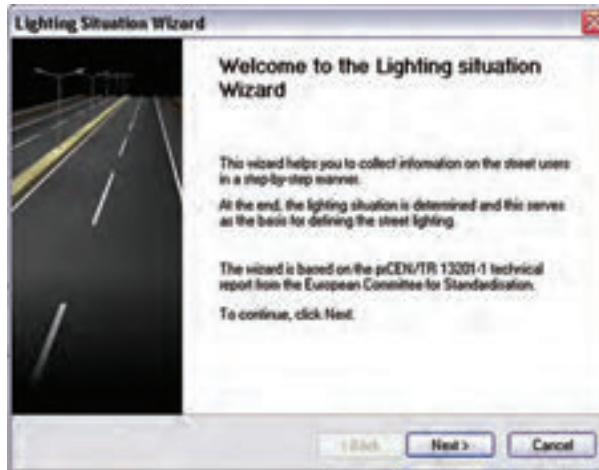 Lighting Situation Wizard
Welcome to the Lighting situation
Wizard
This wizard helps you to collect information on the street users
in a step-by-step manner.
At the end, the lighting situation is determined and this serves
as the basis for defining the street lighting.
The wizard is based on the prCEN/TR 13201-1 technical
report from the European Committee for Standardisation.
To continue, click Next.
< Back
Next >
Cancel